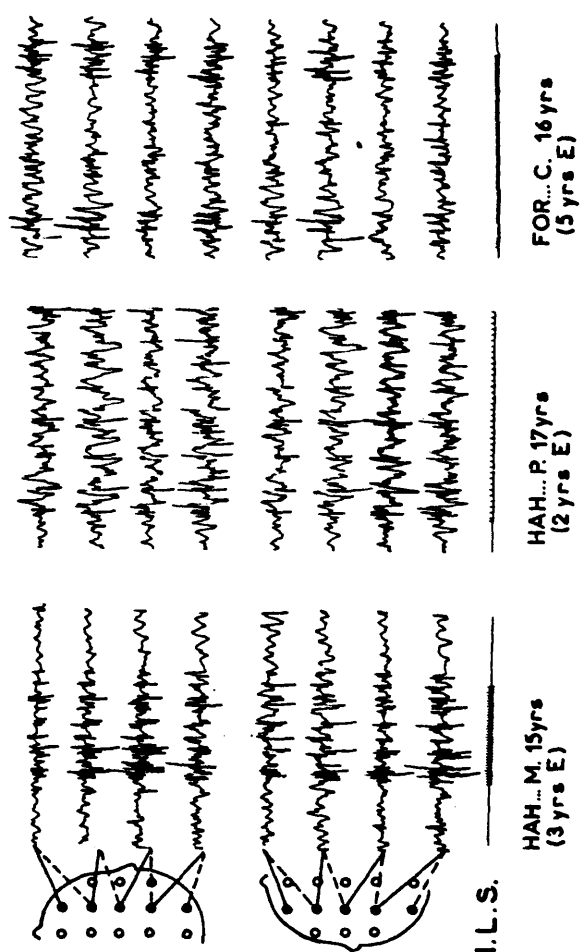 FOR...C. 16yrs
(5 yrs E)
HAH...P. 17yrs
(2 yrs E)
HAH...M. 15yrs
(3 yrs E)
I.L.S.